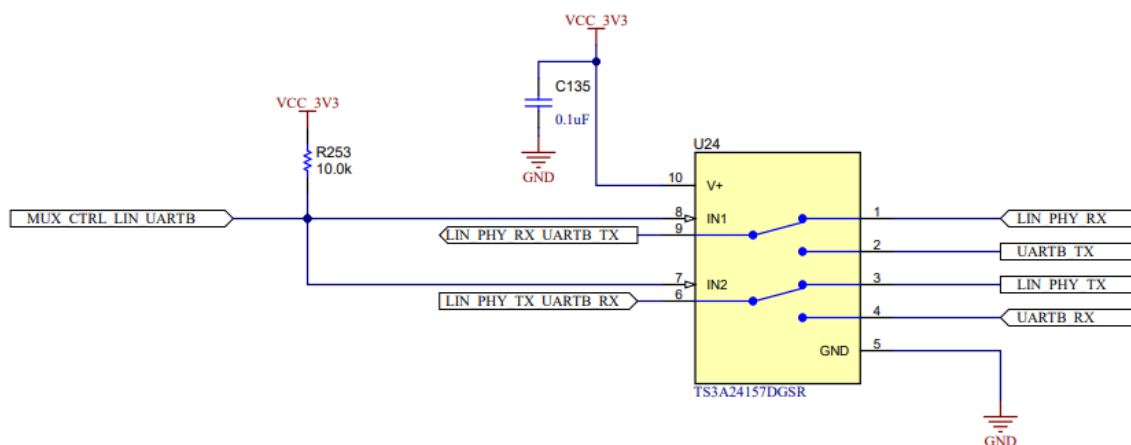 VCC_3V3
C135
0.1uF
GND
VCC_3V3
R253
10.0k
U24
10
V+
MUX_CTRL_LIN_UARTB
8
IN1
1
LIN_PHY_RX
LIN_PHY_RX_UARTB_TX
9
2
UARTB_TX
7
IN2
3
LIN_PHY_TX
LIN_PHY_TX_UARTB_RX
6
4
UARTB_RX
GND
5
TS3A24157DGSR
GND